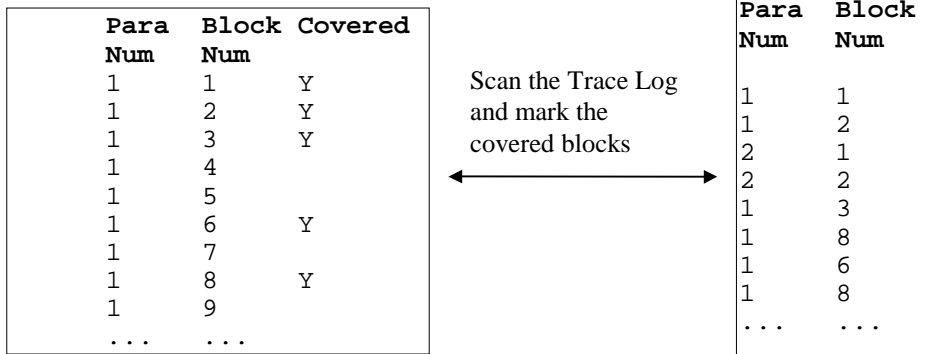 Para Block Covered
Num Num
1 1 Y
1 2 Y
1 3 Y
1 4
1 5
1 6 Y
1 7
1 8 Y
1 9
... ...
Scan the Trace Log
and mark the
covered blocks
Para Block
Num Num
1 1
1 2
2 1
2 2
1 3
1 8
1 6
1 8
... ...